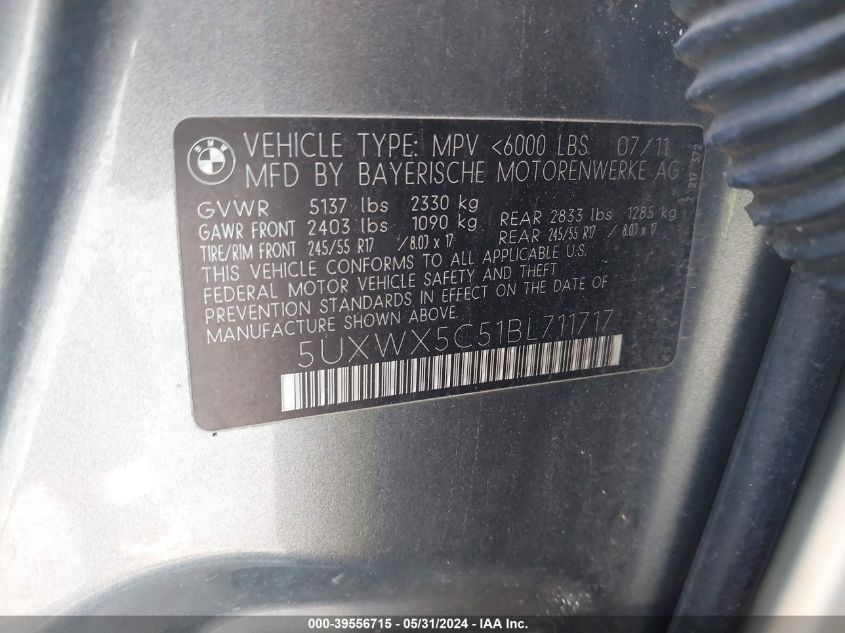 BMW
VEHICLE TYPE: MPV <6000 LBS 07/11
MFD BY BAYERISCHE MOTORENWERKE AG
GVWR 5137 lbs 2330 kg
GAWR FRONT 2403 lbs 1090 kg REAR 2833 lbs 1285 kg
TIRE/RIM FRONT 245/55 R17 /8.0J x 17 REAR 245/55 R17 /8.0J x 17
THIS VEHICLE CONFORMS TO ALL APPLICABLE U.S.
FEDERAL MOTOR VEHICLE SAFETY AND THEFT
PREVENTION STANDARDS IN EFFECT ON THE DATE OF
MANUFACTURE SHOWN ABOVE.
5UXWX5C51BL711717
000-39556715 - 05/31/2024 - IAA Inc.